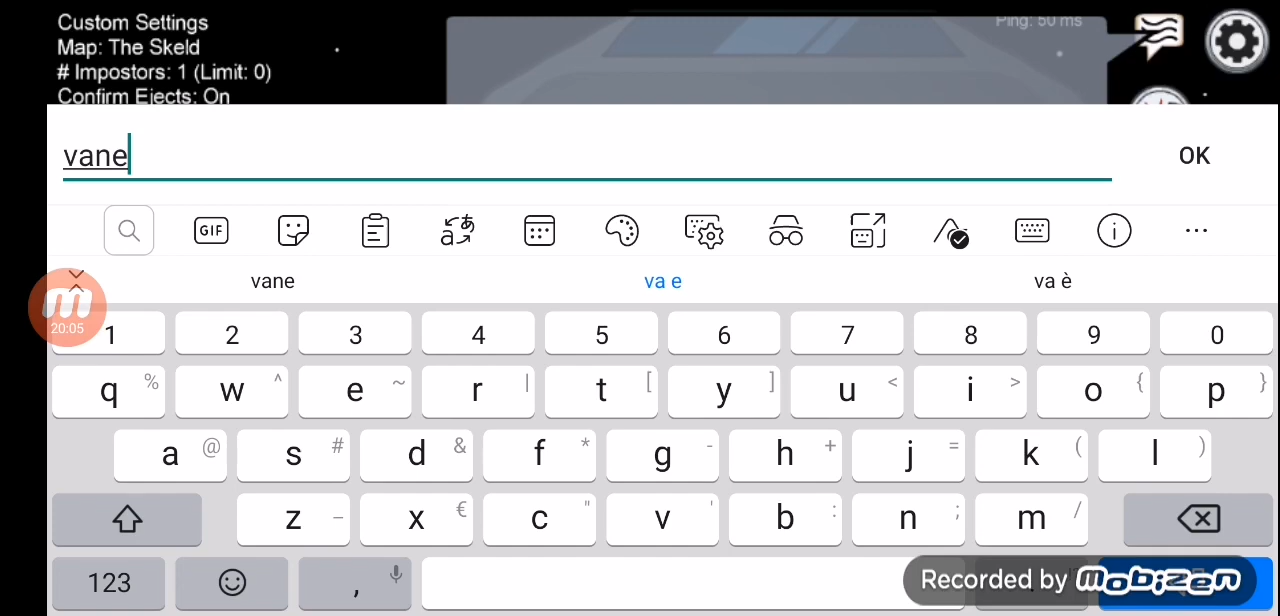 Custom Settings
Ping: 50 ms
Map: The Skeld
# Impostors: 1 (Limit: 0)
Confirm Ejects: On
vane
OK
GIF
vane va e va è
20:05
1 2 3 4 5 6 7 8 9 0
q % w ^ e ~ r | t [ y ] u < i > o { p }
a @ s # d & f * g - h + j = k ( l )
z _ x € c " v ' b : n ; m /
123 ,
Recorded by mobizen